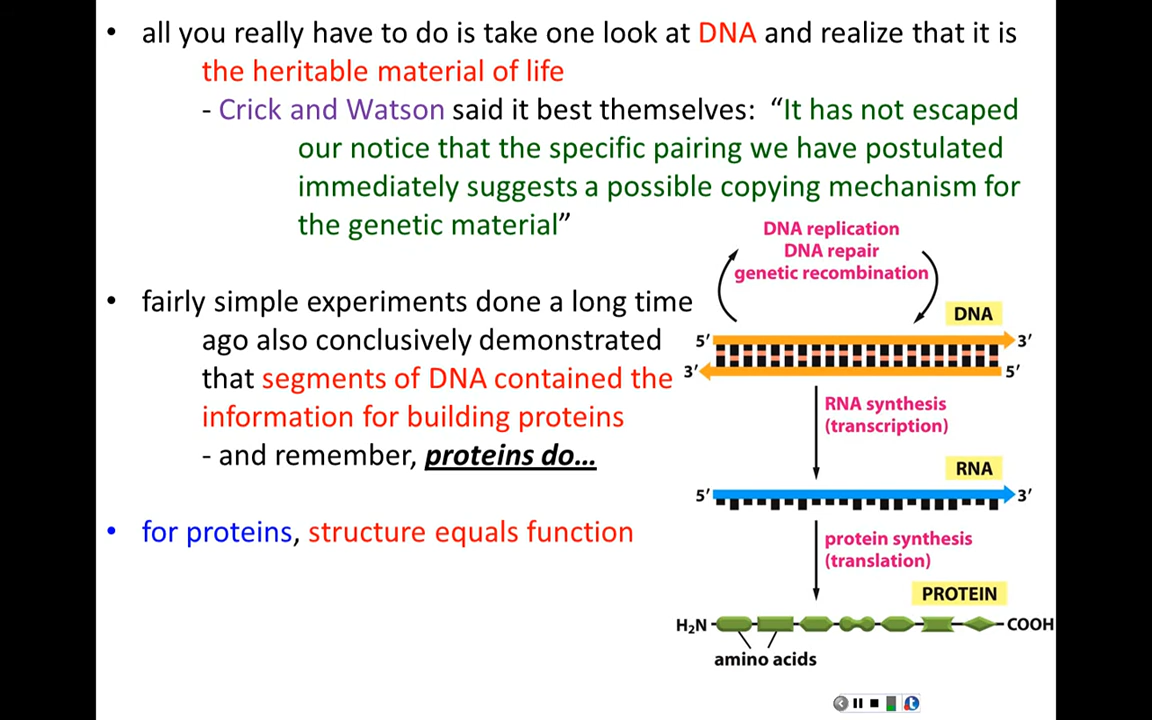 • all you really have to do is take one look at DNA and realize that it is
the heritable material of life
- Crick and Watson said it best themselves: “It has not escaped
our notice that the specific pairing we have postulated
immediately suggests a possible copying mechanism for
the genetic material”
• fairly simple experiments done a long time
ago also conclusively demonstrated
that segments of DNA contained the
information for building proteins
- and remember, proteins do...
• for proteins, structure equals function
DNA replication
DNA repair
genetic recombination
DNA
5′ 3′
3′ 5′
RNA synthesis
(transcription)
RNA
5′ 3′
protein synthesis
(translation)
PROTEIN
H₂N COOH
amino acids